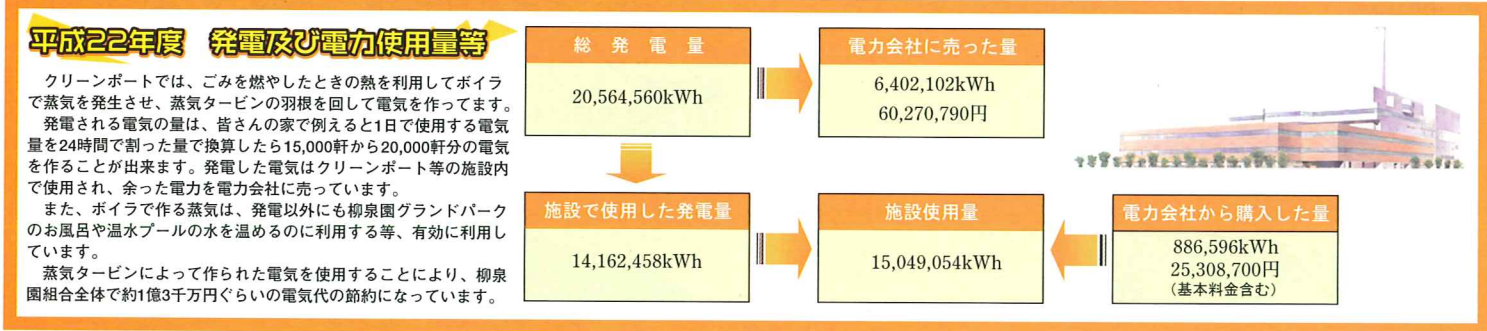 平成22年度 発電及び電力使用量等
クリーンポートでは、ごみを燃やしたときの熱を利用してボイラ
で蒸気を発生させ、蒸気タービンの羽根を回して電気を作ってます。
発電される電気の量は、皆さんの家で例えると1日で使用する電気
量を24時間で割った量で換算したら15,000軒から20,000軒分の電気
を作ることが出来ます。発電した電気はクリーンポート等の施設内
で使用され、余った電力を電力会社に売っています。
また、ボイラで作る蒸気は、発電以外にも柳泉園グランドパーク
のお風呂や温水プールの水を温めるのに利用する等、有効に利用し
ています。
蒸気タービンによって作られた電気を使用することにより、柳泉
園組合全体で約1億3千万円ぐらいの電気代の節約になっています。
総発電量
20,564,560kWh
電力会社に売った量
6,402,102kWh
60,270,790円
施設で使用した発電量
14,162,458kWh
施設使用量
15,049,054kWh
電力会社から購入した量
886,596kWh
25,308,700円
(基本料金含む)